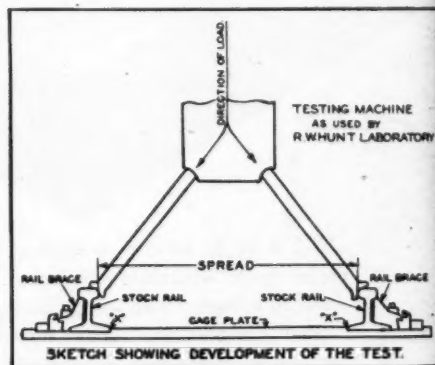 DIRECTION OF LOAD
TESTING MACHINE
AS USED BY
R.W.HUNT LABORATORY
SPREAD
RAIL BRACE
RAIL BRACE
STOCK RAIL
STOCK RAIL
"X"
GAGE PLATE
"X"
SKETCH SHOWING DEVELOPMENT OF THE TEST.